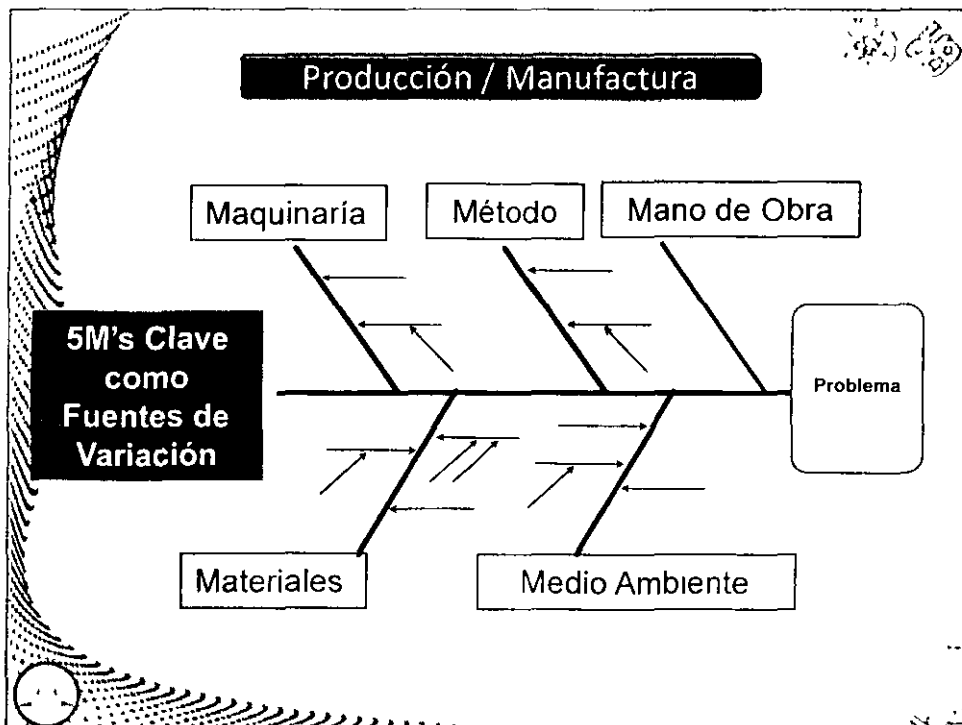 Producción / Manufactura
Maquinaría
Método
Mano de Obra
5M's Clave
como
Fuentes de
Variación
Problema
Materiales
Medio Ambiente